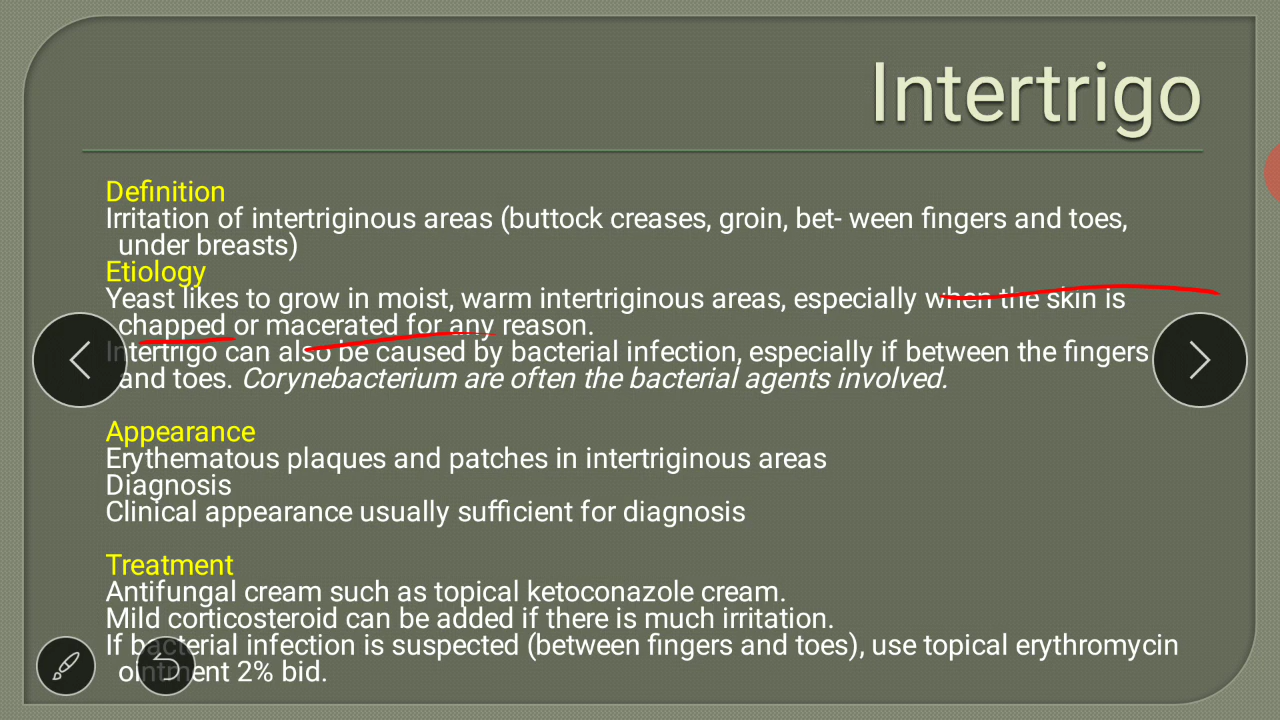 Intertrigo
Definition
Irritation of intertriginous areas (buttock creases, groin, bet- ween fingers and toes,
under breasts)
Etiology
Yeast likes to grow in moist, warm intertriginous areas, especially when the skin is
chapped or macerated for any reason.
Intertrigo can also be caused by bacterial infection, especially if between the fingers
and toes. Corynebacterium are often the bacterial agents involved.
Appearance
Erythematous plaques and patches in intertriginous areas
Diagnosis
Clinical appearance usually sufficient for diagnosis
Treatment
Antifungal cream such as topical ketoconazole cream.
Mild corticosteroid can be added if there is much irritation.
If bacterial infection is suspected (between fingers and toes), use topical erythromycin
ointment 2% bid.